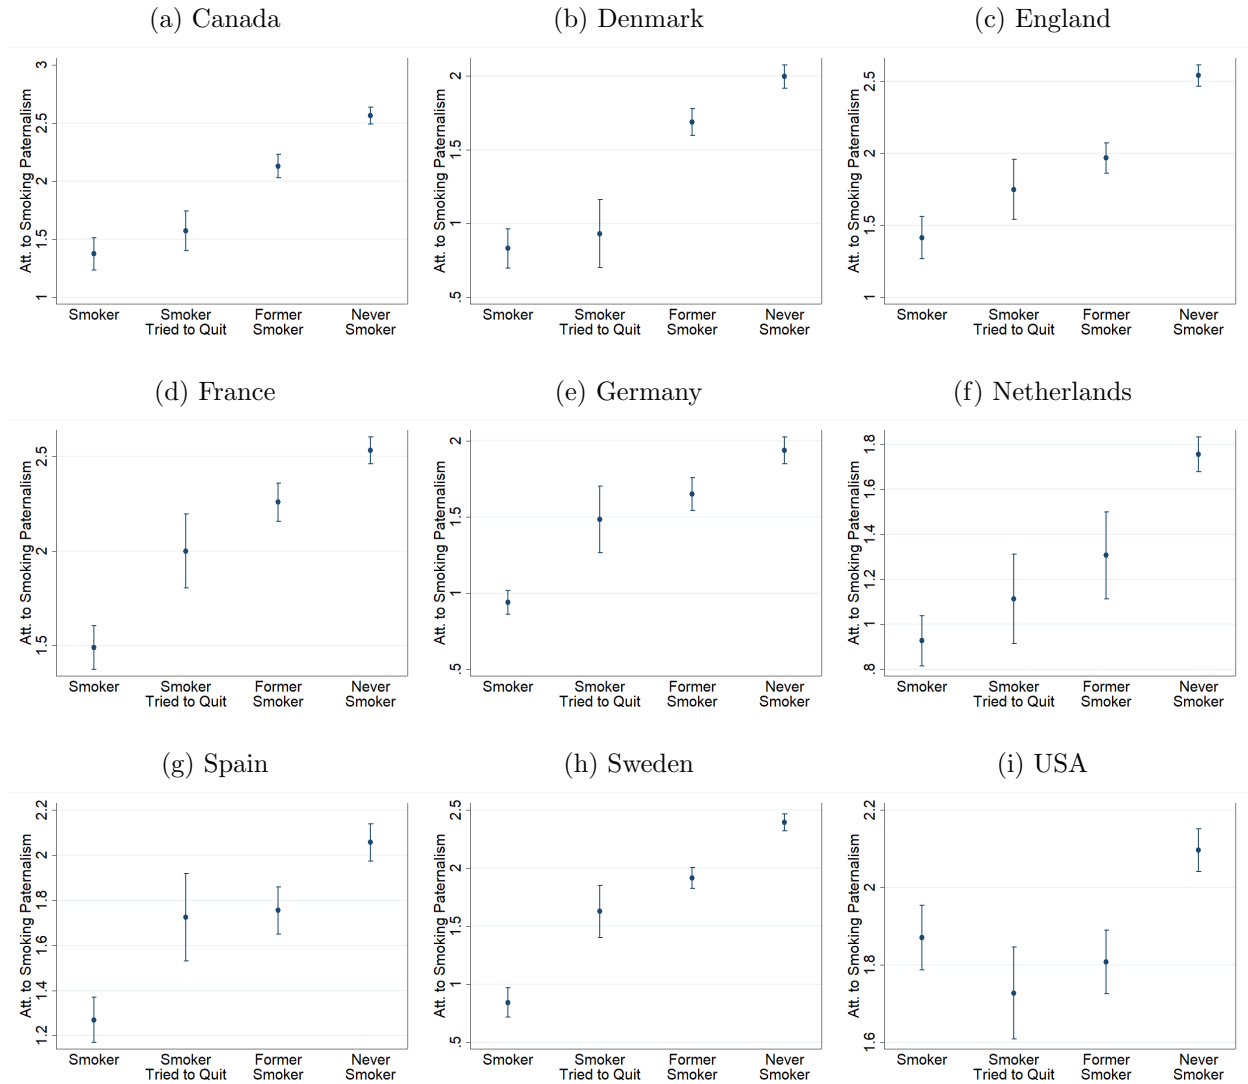 (a) Canada
Att. to Smoking Paternalism
3
2.5
2
1.5
1
Smoker
Smoker
Tried to Quit
Former
Smoker
Never
Smoker
(b) Denmark
Att. to Smoking Paternalism
2
1.5
1
.5
Smoker
Smoker
Tried to Quit
Former
Smoker
Never
Smoker
(c) England
Att. to Smoking Paternalism
2.5
2
1.5
1
Smoker
Smoker
Tried to Quit
Former
Smoker
Never
Smoker
(d) France
Att. to Smoking Paternalism
2.5
2
1.5
Smoker
Smoker
Tried to Quit
Former
Smoker
Never
Smoker
(e) Germany
Att. to Smoking Paternalism
2
1.5
1
.5
Smoker
Smoker
Tried to Quit
Former
Smoker
Never
Smoker
(f) Netherlands
Att. to Smoking Paternalism
1.8
1.6
1.4
1.2
1
.8
Smoker
Smoker
Tried to Quit
Former
Smoker
Never
Smoker
(g) Spain
Att. to Smoking Paternalism
2.2
2
1.8
1.6
1.4
1.2
Smoker
Smoker
Tried to Quit
Former
Smoker
Never
Smoker
(h) Sweden
Att. to Smoking Paternalism
2.5
2
1.5
1
.5
Smoker
Smoker
Tried to Quit
Former
Smoker
Never
Smoker
(i) USA
Att. to Smoking Paternalism
2.2
2
1.8
1.6
Smoker
Smoker
Tried to Quit
Former
Smoker
Never
Smoker